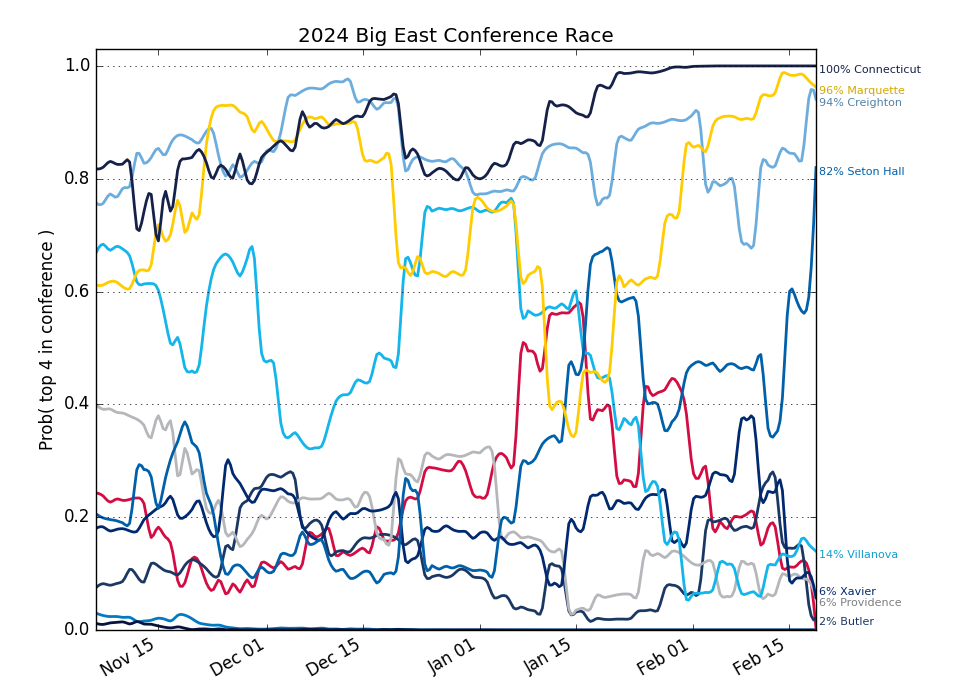 2024 Big East Conference Race
Prob( top 4 in conference )
1.0
0.8
0.6
0.4
0.2
0.0
100% Connecticut
96% Marquette
94% Creighton
82% Seton Hall
14% Villanova
6% Xavier
6% Providence
2% Butler
Nov 15
Dec 01
Dec 15
Jan 01
Jan 15
Feb 01
Feb 15